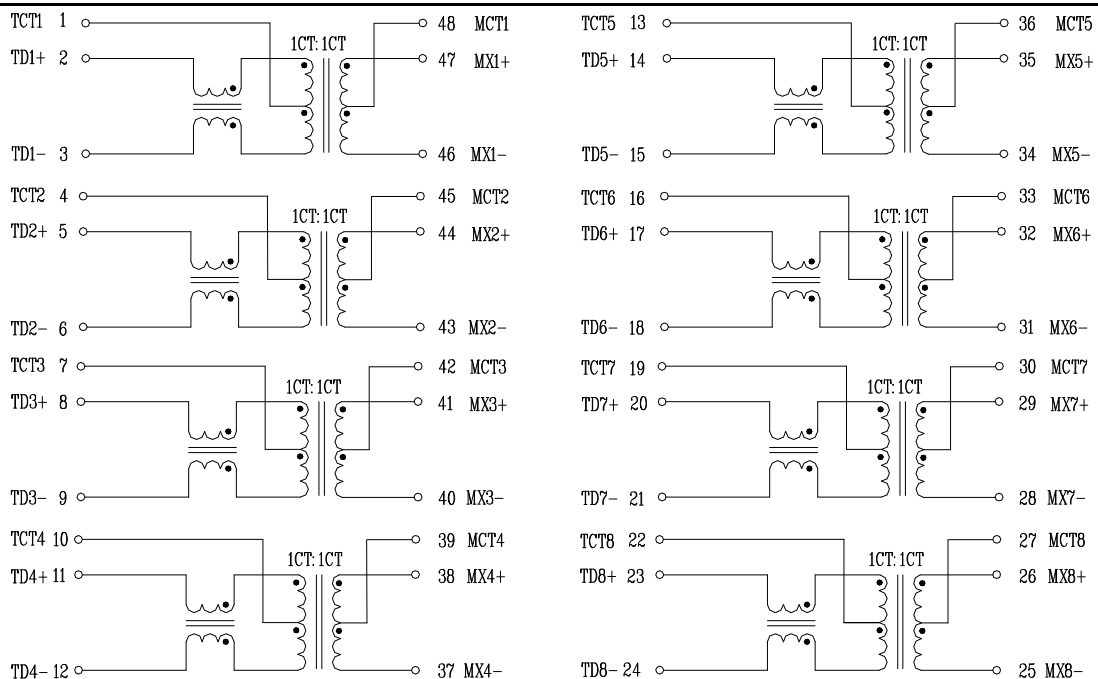 TCT1 1 48 MCT1 TCT5 13 36 MCT5
1CT:1CT 1CT:1CT
TD1+ 2 47 MX1+ TD5+ 14 35 MX5+
TD1- 3 46 MX1- TD5- 15 34 MX5-
TCT2 4 45 MCT2 TCT6 16 33 MCT6
1CT:1CT 1CT:1CT
TD2+ 5 44 MX2+ TD6+ 17 32 MX6+
TD2- 6 43 MX2- TD6- 18 31 MX6-
TCT3 7 42 MCT3 TCT7 19 30 MCT7
1CT:1CT 1CT:1CT
TD3+ 8 41 MX3+ TD7+ 20 29 MX7+
TD3- 9 40 MX3- TD7- 21 28 MX7-
TCT4 10 39 MCT4 TCT8 22 27 MCT8
1CT:1CT 1CT:1CT
TD4+ 11 38 MX4+ TD8+ 23 26 MX8+
TD4- 12 37 MX4- TD8- 24 25 MX8-